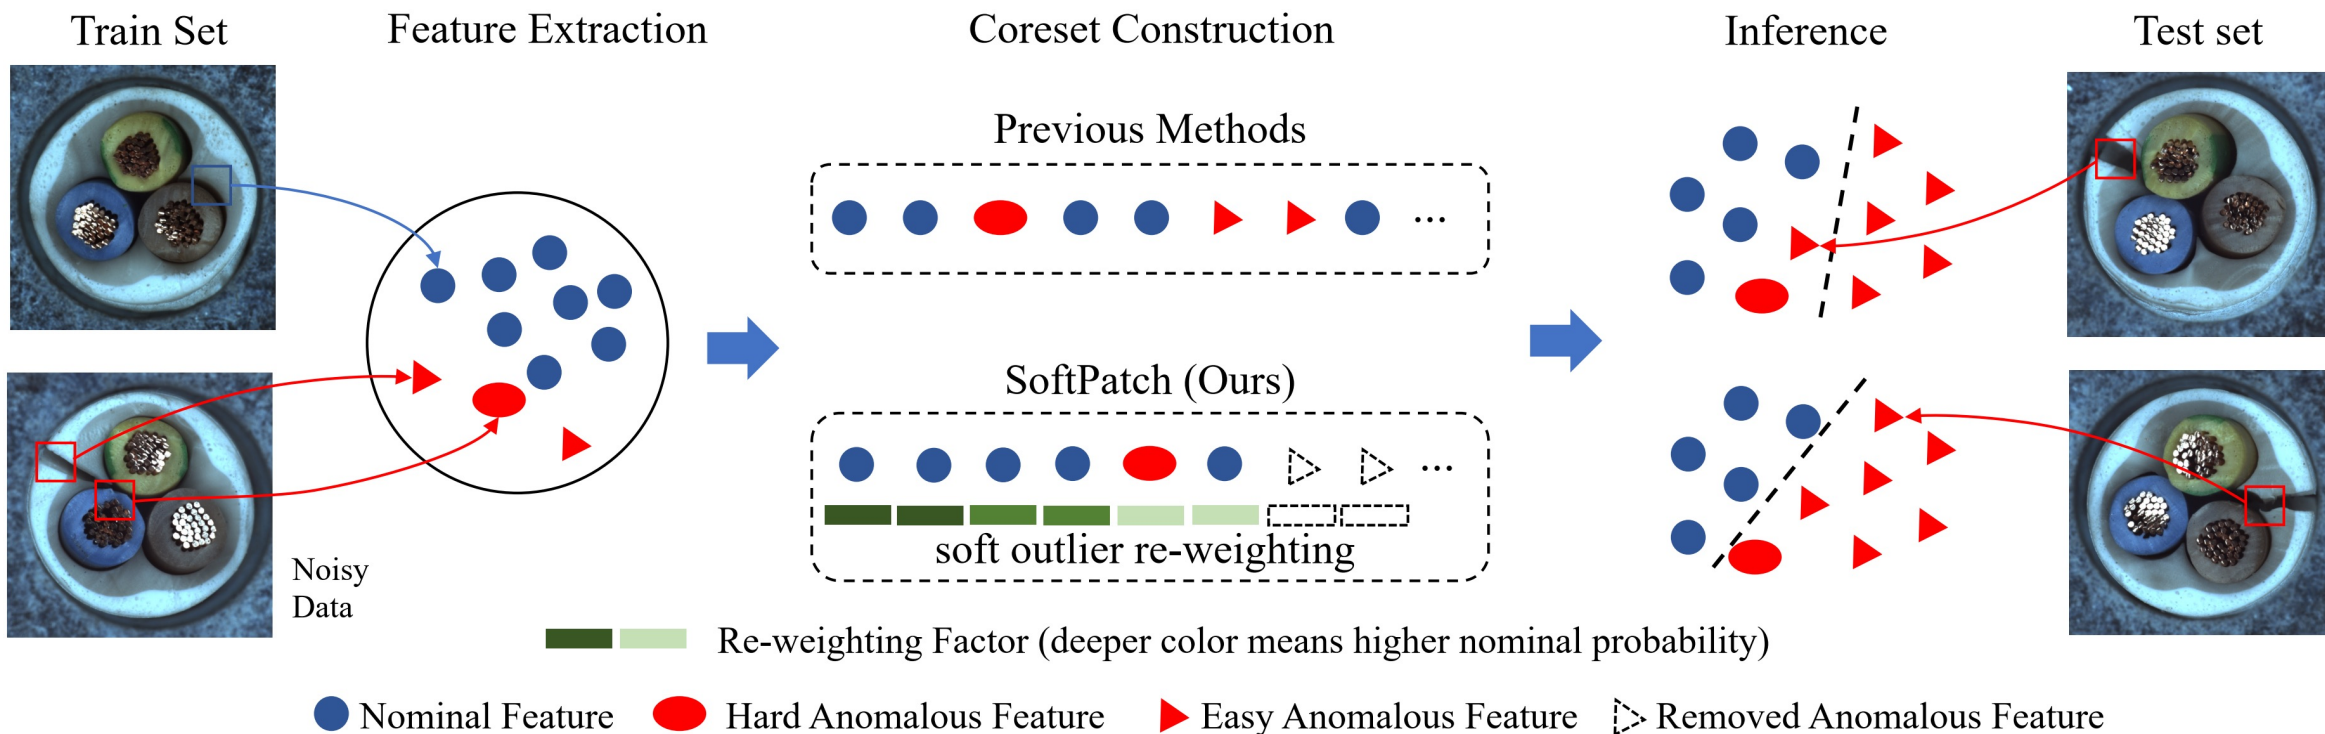 Train Set
Feature Extraction
Coreset Construction
Inference
Test set
Previous Methods
...
SoftPatch (Ours)
...
soft outlier re-weighting
Noisy
Data
Re-weighting Factor (deeper color means higher nominal probability)
Nominal Feature
Hard Anomalous Feature
Easy Anomalous Feature
Removed Anomalous Feature